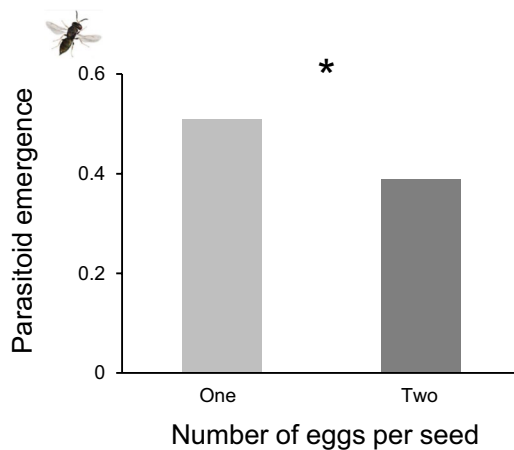 *
0.6
0.4
0.2
0
Parasitoid emergence
One Two
Number of eggs per seed